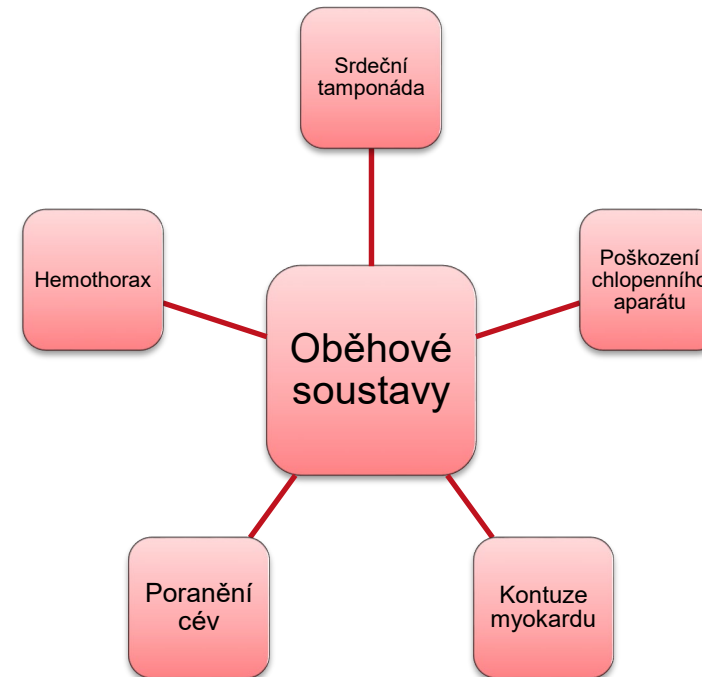 Srdeční
tamponáda
Hemothorax
Poškození
chlopenního
aparátu
Oběhové
soustavy
Poranění
cév
Kontuze
myokardu